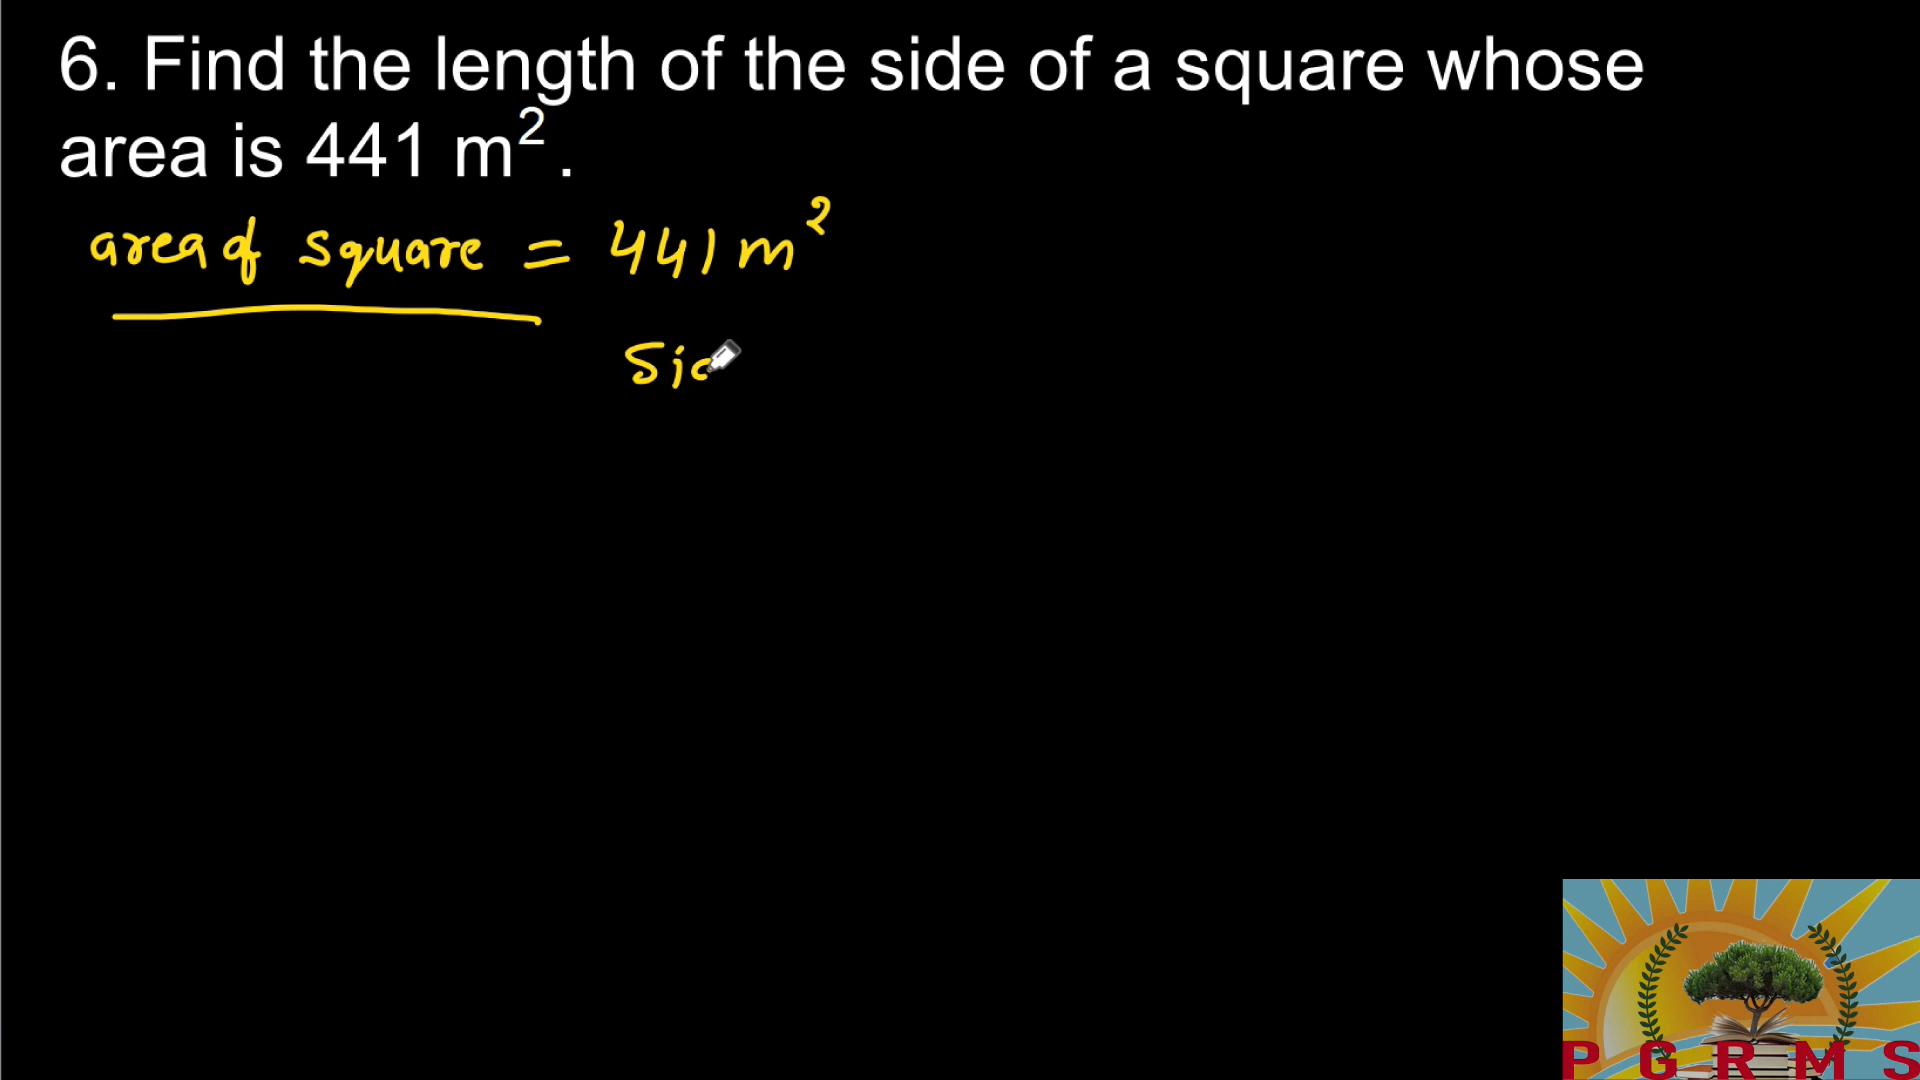 6. Find the length of the side of a square whose
area is 441 m².
area of square = 441 m²
Sid
P G R M S